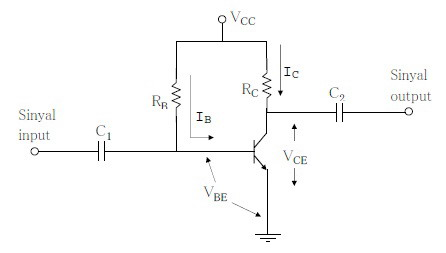 VCC
IC
RC
RB
IB
Sinyal
output
C2
Sinyal
input
C1
VCE
VBE